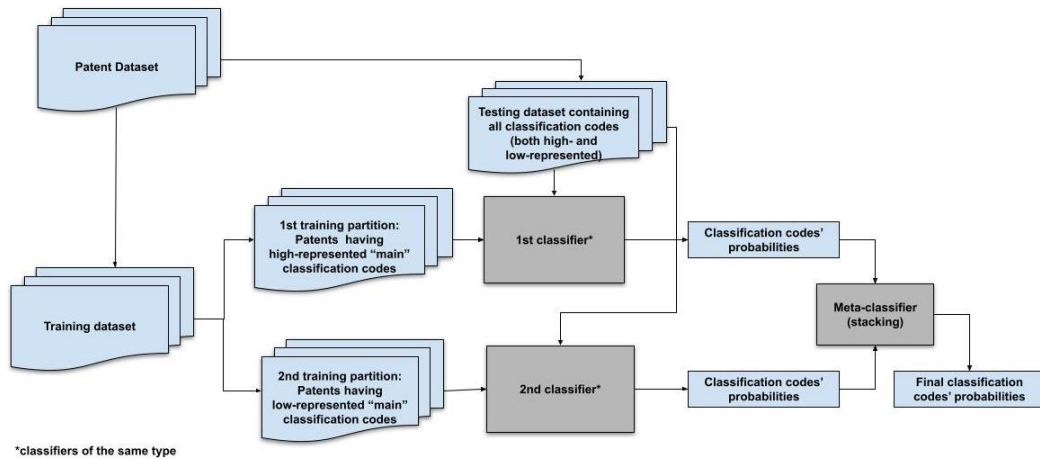 Patent Dataset
Testing dataset containing
all classification codes
(both high- and
low-represented)
1st training partition:
Patents having
high-represented “main”
classification codes
1st classifier*
Classification codes’
probabilities
Training dataset
Meta-classifier
(stacking)
2nd training partition:
Patents having
low-represented “main”
classification codes
2nd classifier*
Classification codes’
probabilities
Final classification
codes’ probabilities
*classifiers of the same type